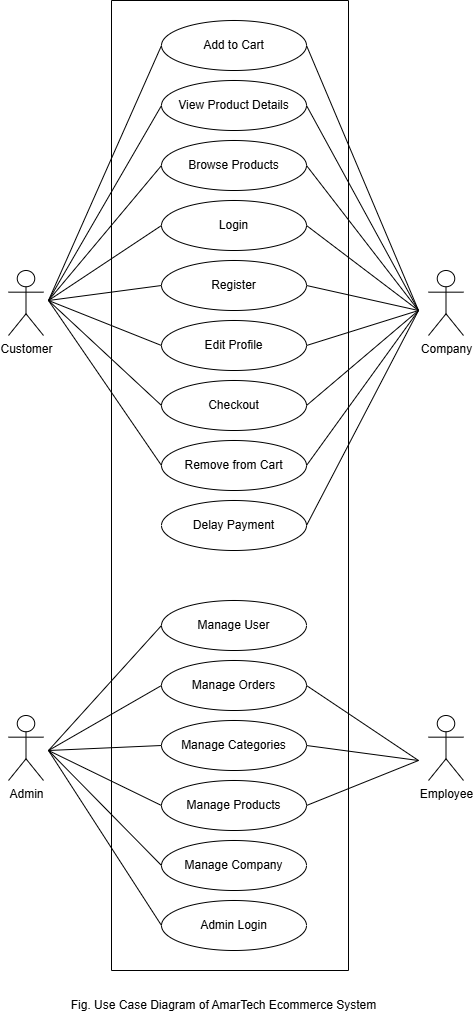 Add to Cart
View Product Details
Browse Products
Login
Register
Customer
Company
Edit Profile
Checkout
Remove from Cart
Delay Payment
Manage User
Manage Orders
Manage Categories
Admin
Employee
Manage Products
Manage Company
Admin Login
Fig. Use Case Diagram of AmarTech Ecommerce System